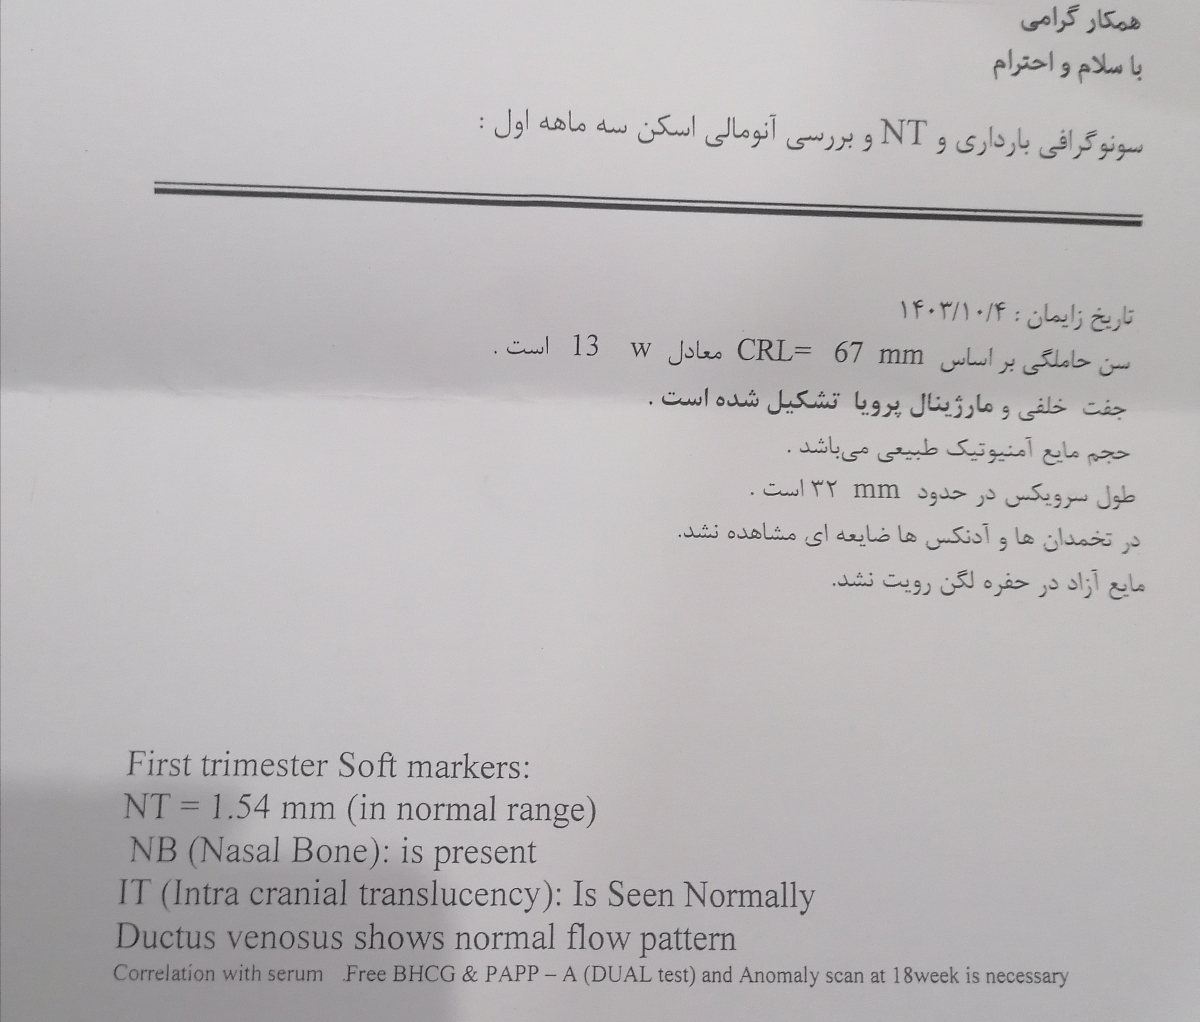 همکار گرامی
با سلام و احترام
سونوگرافی بارداری و NT و بررسی آنومالی اسکن سه ماهه اول :
تاریخ زایمان : ۱۴۰۳/۱۰/۴
سن حاملگی بر اساس CRL= 67 mm معادل 13 w است .
جفت خلفی و مارژینال پرویا تشکیل شده است .
حجم مایع آمنیوتیک طبیعی می‌باشد .
طول سرویکس در حدود ۳۲ mm است .
در تخمدان ها و آدنکس ها ضایعه ای مشاهده نشد.
مایع آزاد در حفره لگن رویت نشد.
First trimester Soft markers:
NT = 1.54 mm (in normal range)
NB (Nasal Bone): is present
IT (Intra cranial translucency): Is Seen Normally
Ductus venosus shows normal flow pattern
Correlation with serum .Free BHCG & PAPP – A (DUAL test) and Anomaly scan at 18week is necessary